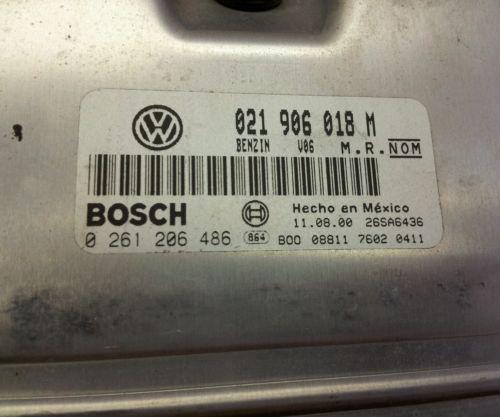 021 906 018 M
BENZIN V06 M.R. NOM
BOSCH
Hecho en México
11.08.00 26SA6436
0 261 206 486 864 B00 08811 7602 0411